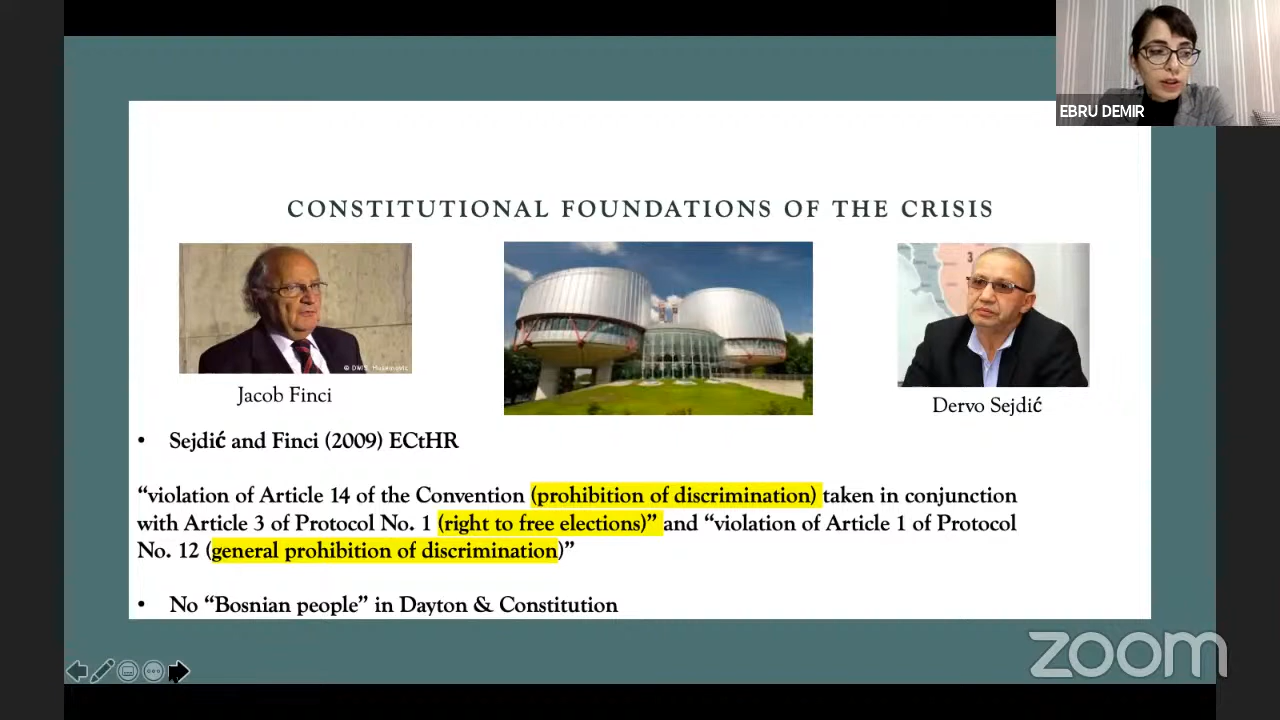 EBRU DEMIR
CONSTITUTIONAL FOUNDATIONS OF THE CRISIS
Jacob Finci
Dervo Sejdić
• Sejdić and Finci (2009) ECtHR
“violation of Article 14 of the Convention (prohibition of discrimination) taken in conjunction
with Article 3 of Protocol No. 1 (right to free elections)” and “violation of Article 1 of Protocol
No. 12 (general prohibition of discrimination)”
• No “Bosnian people” in Dayton & Constitution
zoom